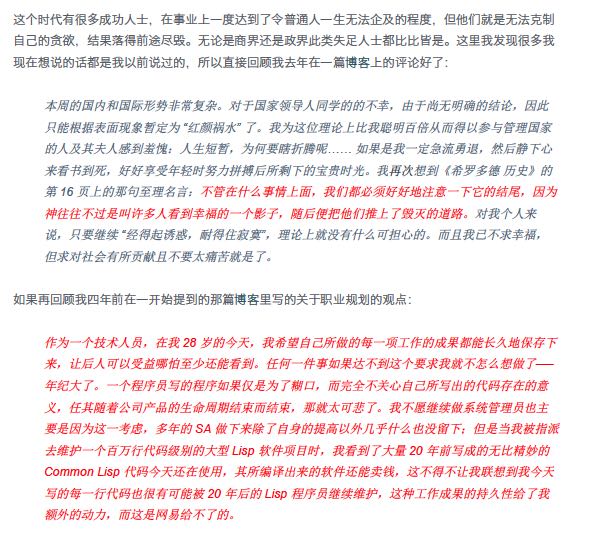 这个时代有很多成功人士，在事业上一度达到了令普通人一生无法企及的程度，但他们就是无法克制
自己的贪欲，结果落得前途尽毁。无论是商界还是政界此类失足人士都比比皆是。这里我发现很多我
现在想说的话都是我以前说过的，所以直接回顾我去年在一篇博客上的评论好了：
本周的国内和国际形势非常复杂。对于国家领导人同学的的不幸，由于尚无明确的结论，因此
只能根据表面现象暂定为 “红颜祸水” 了。我为这位理论上比我聪明百倍从而得以参与管理国家
的人及其夫人感到羞愧：人生短暂，为何要瞎折腾呢…… 如果是我一定急流勇退，然后静下心
来看书到死，好好享受年轻时努力拼搏后所剩下的宝贵时光。我再次想到《希罗多德 历史》的
第 16 页上的那句至理名言：不管在什么事情上面，我们都必须好好地注意一下它的结尾，因为
神往往不过是叫许多人看到幸福的一个影子，随后便把他们推上了毁灭的道路。对我个人来
说，只要继续 “经得起诱惑，耐得住寂寞”，理论上就没有什么可担心的。而且我已不求幸福，
但求对社会有所贡献且不要太痛苦就是了。
如果再回顾我四年前在一开始提到的那篇博客里写的关于职业规划的观点：
作为一个技术人员，在我 28 岁的今天，我希望自己所做的每一项工作的成果都能长久地保存下
来，让后人可以受益哪怕至少还能看到。任何一件事如果达不到这个要求我就不怎么想做了──
年纪大了。一个程序员写的程序如果仅是为了糊口，而完全不关心自己所写出的代码存在的意
义，任其随着公司产品的生命周期结束而结束，那就太可悲了。我不愿继续做系统管理员也主
要是因为这一考虑，多年的 SA 做下来除了自身的提高以外几乎什么也没留下；但是当我被指派
去维护一个百万行代码级别的大型 Lisp 软件项目时，我看到了大量 20 年前写成的无比精妙的
Common Lisp 代码今天还在使用，其所编译出来的软件还能卖钱，这不得不让我联想到我今天
写的每一行代码也很有可能被 20 年后的 Lisp 程序员继续维护，这种工作成果的持久性给了我
额外的动力，而这是网易给不了的。